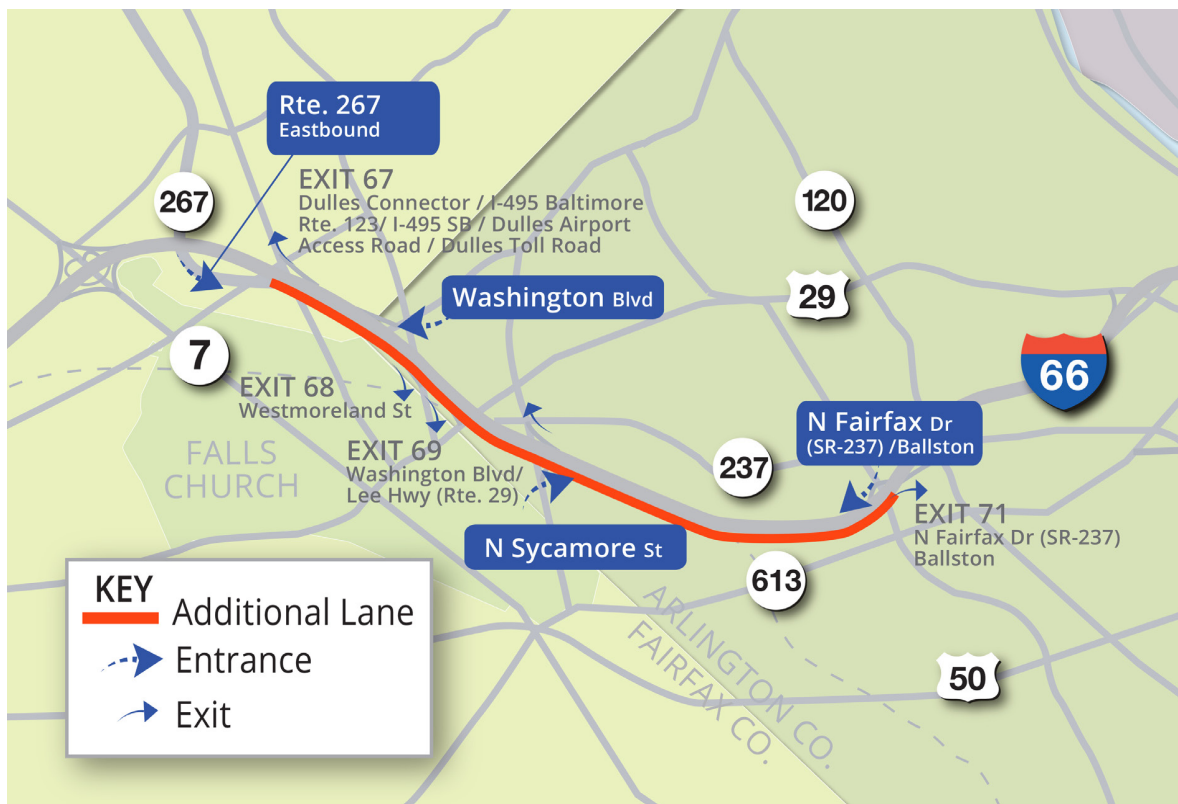 Rte. 267
Eastbound
EXIT 67
Dulles Connector / I-495 Baltimore
Rte. 123/ I-495 SB / Dulles Airport
Access Road / Dulles Toll Road
267
120
Washington Blvd
29
7
66
EXIT 68
Westmoreland St
N Fairfax Dr
(SR-237) /Ballston
FALLS
CHURCH
EXIT 69
Washington Blvd/
Lee Hwy (Rte. 29)
237
EXIT 71
N Fairfax Dr (SR-237)
Ballston
N Sycamore St
613
ARLINGTON CO.
FAIRFAX CO.
50
KEY
Additional Lane
Entrance
Exit